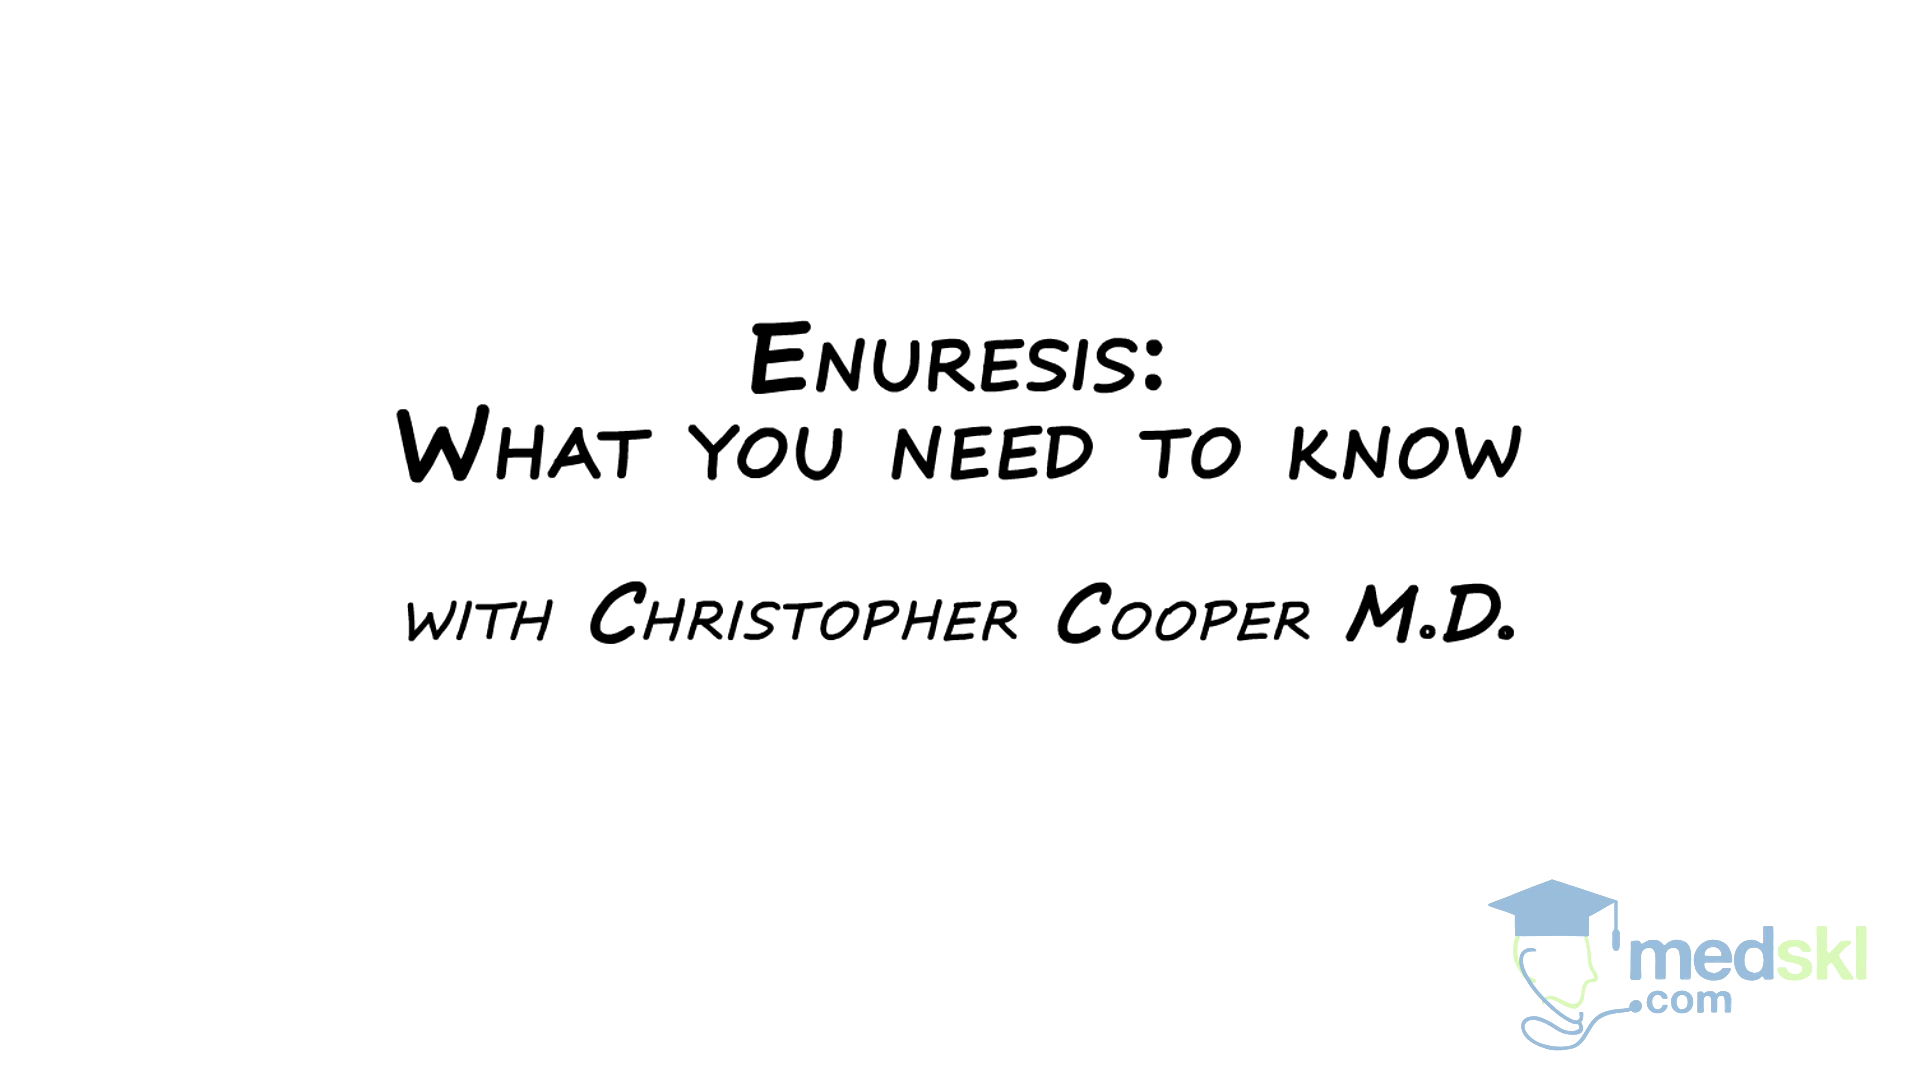 Enuresis:
What you need to know
with Christopher Cooper M.D.
medskl
.com